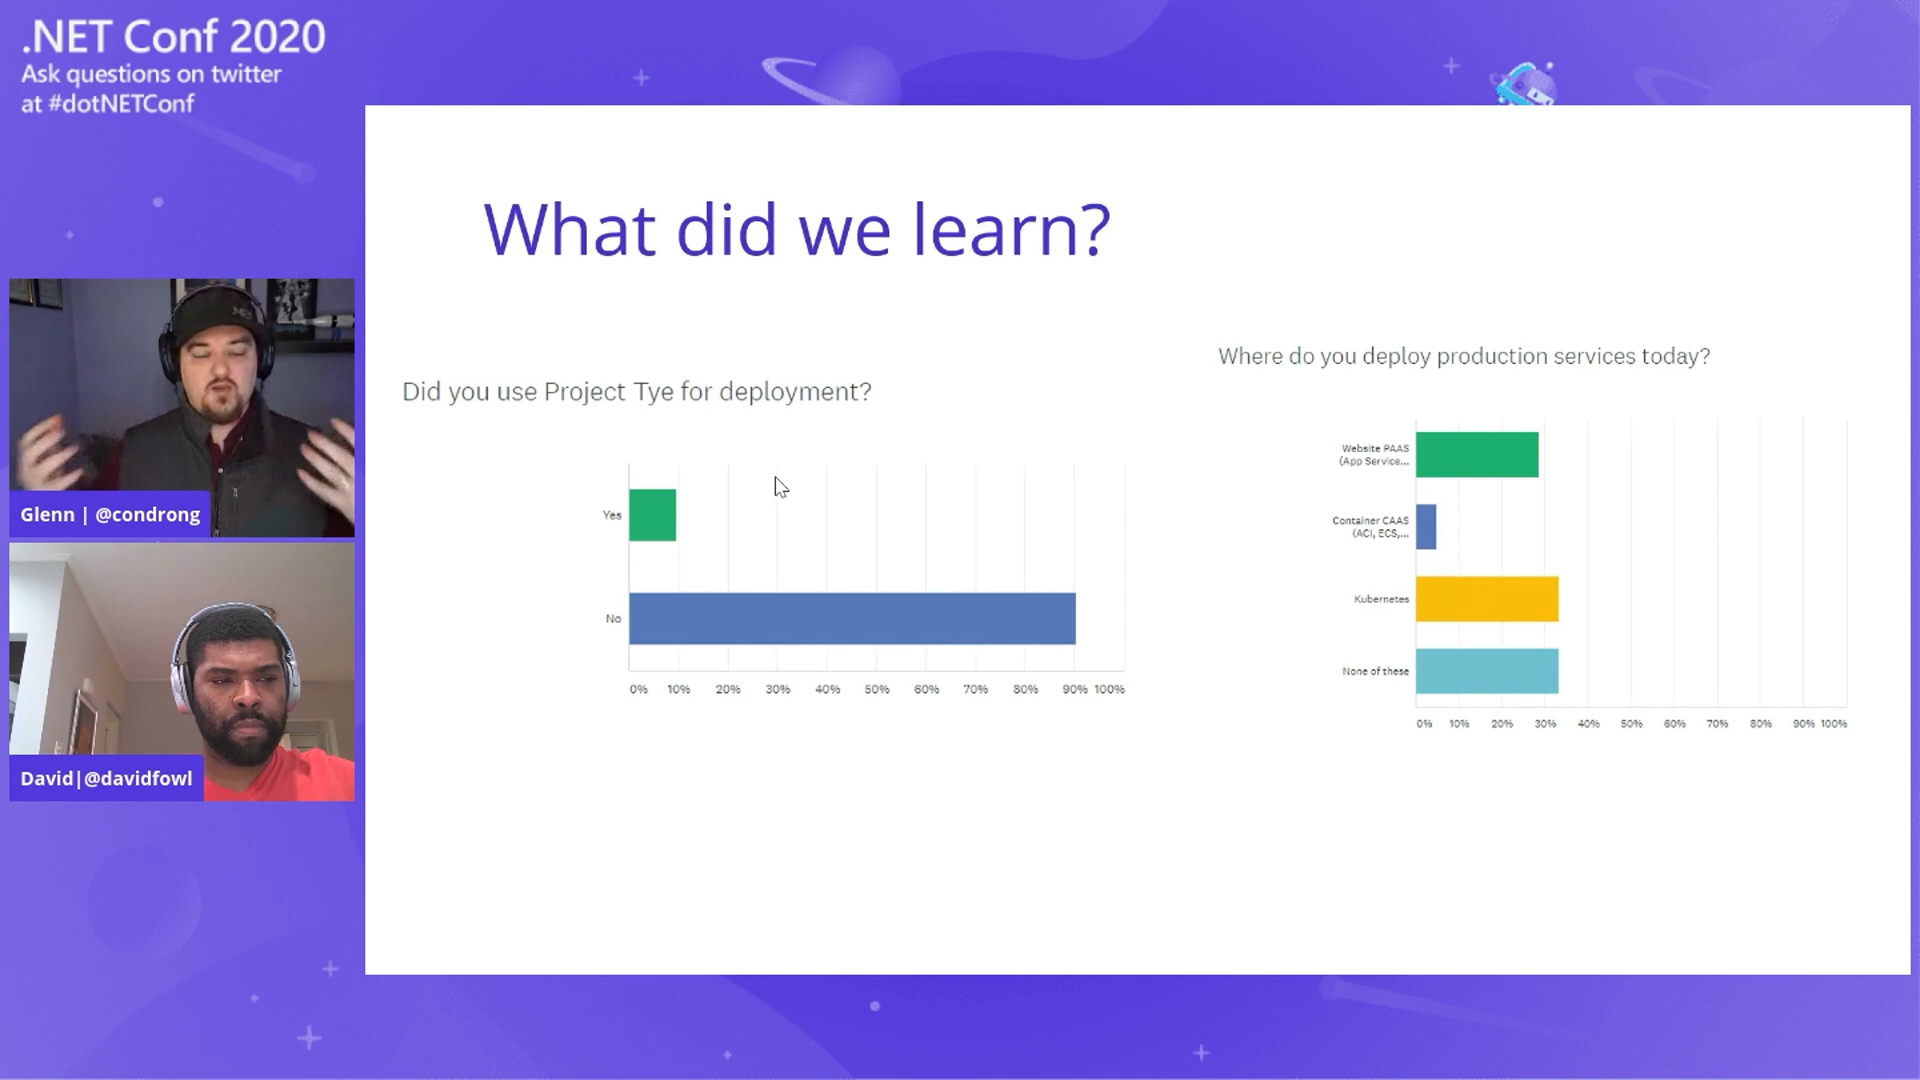 .NET Conf 2020
Ask questions on twitter
at #dotNETConf
What did we learn?
Did you use Project Tye for deployment?
Yes
No
0% 10% 20% 30% 40% 50% 60% 70% 80% 90% 100%
Where do you deploy production services today?
Website PAAS
(App Service...
Container CAAS
(ACI, ECS,...
Kubernetes
None of these
0% 10% 20% 30% 40% 50% 60% 70% 80% 90% 100%
.NET
Glenn | @condrong
David|@davidfowl